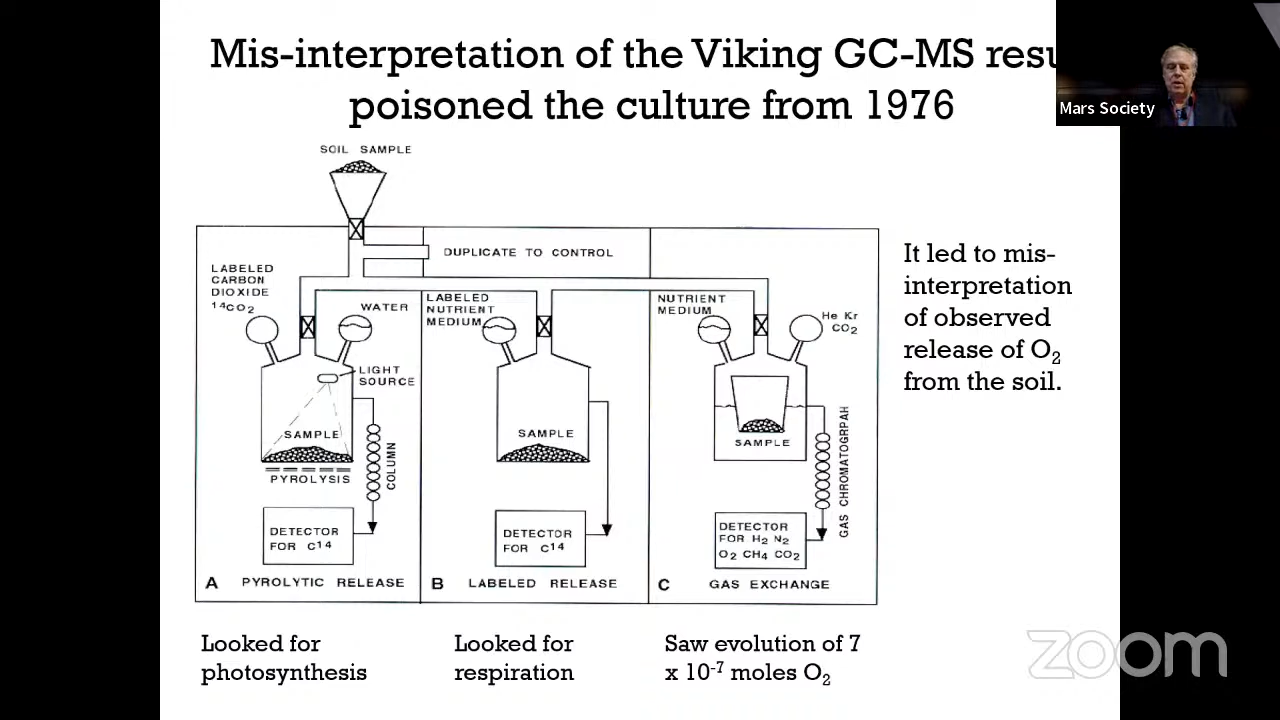 Mis-interpretation of the Viking GC-MS resu
poisoned the culture from 1976
Mars Society
SOIL SAMPLE
DUPLICATE TO CONTROL
LABELED
CARBON
DIOXIDE
¹⁴CO₂
WATER
LIGHT
SOURCE
SAMPLE
PYROLYSIS
COLUMN
DETECTOR
FOR C¹⁴
A PYROLYTIC RELEASE
LABELED
NUTRIENT
MEDIUM
SAMPLE
DETECTOR
FOR C¹⁴
B LABELED RELEASE
NUTRIENT
MEDIUM
He Kr
CO₂
SAMPLE
GAS CHROMATOGRPAH
DETECTOR
FOR H₂ N₂
O₂ CH₄ CO₂
C GAS EXCHANGE
It led to mis-
interpretation
of observed
release of O₂
from the soil.
Looked for
photosynthesis
Looked for
respiration
Saw evolution of 7
x 10⁻⁷ moles O₂
zoom